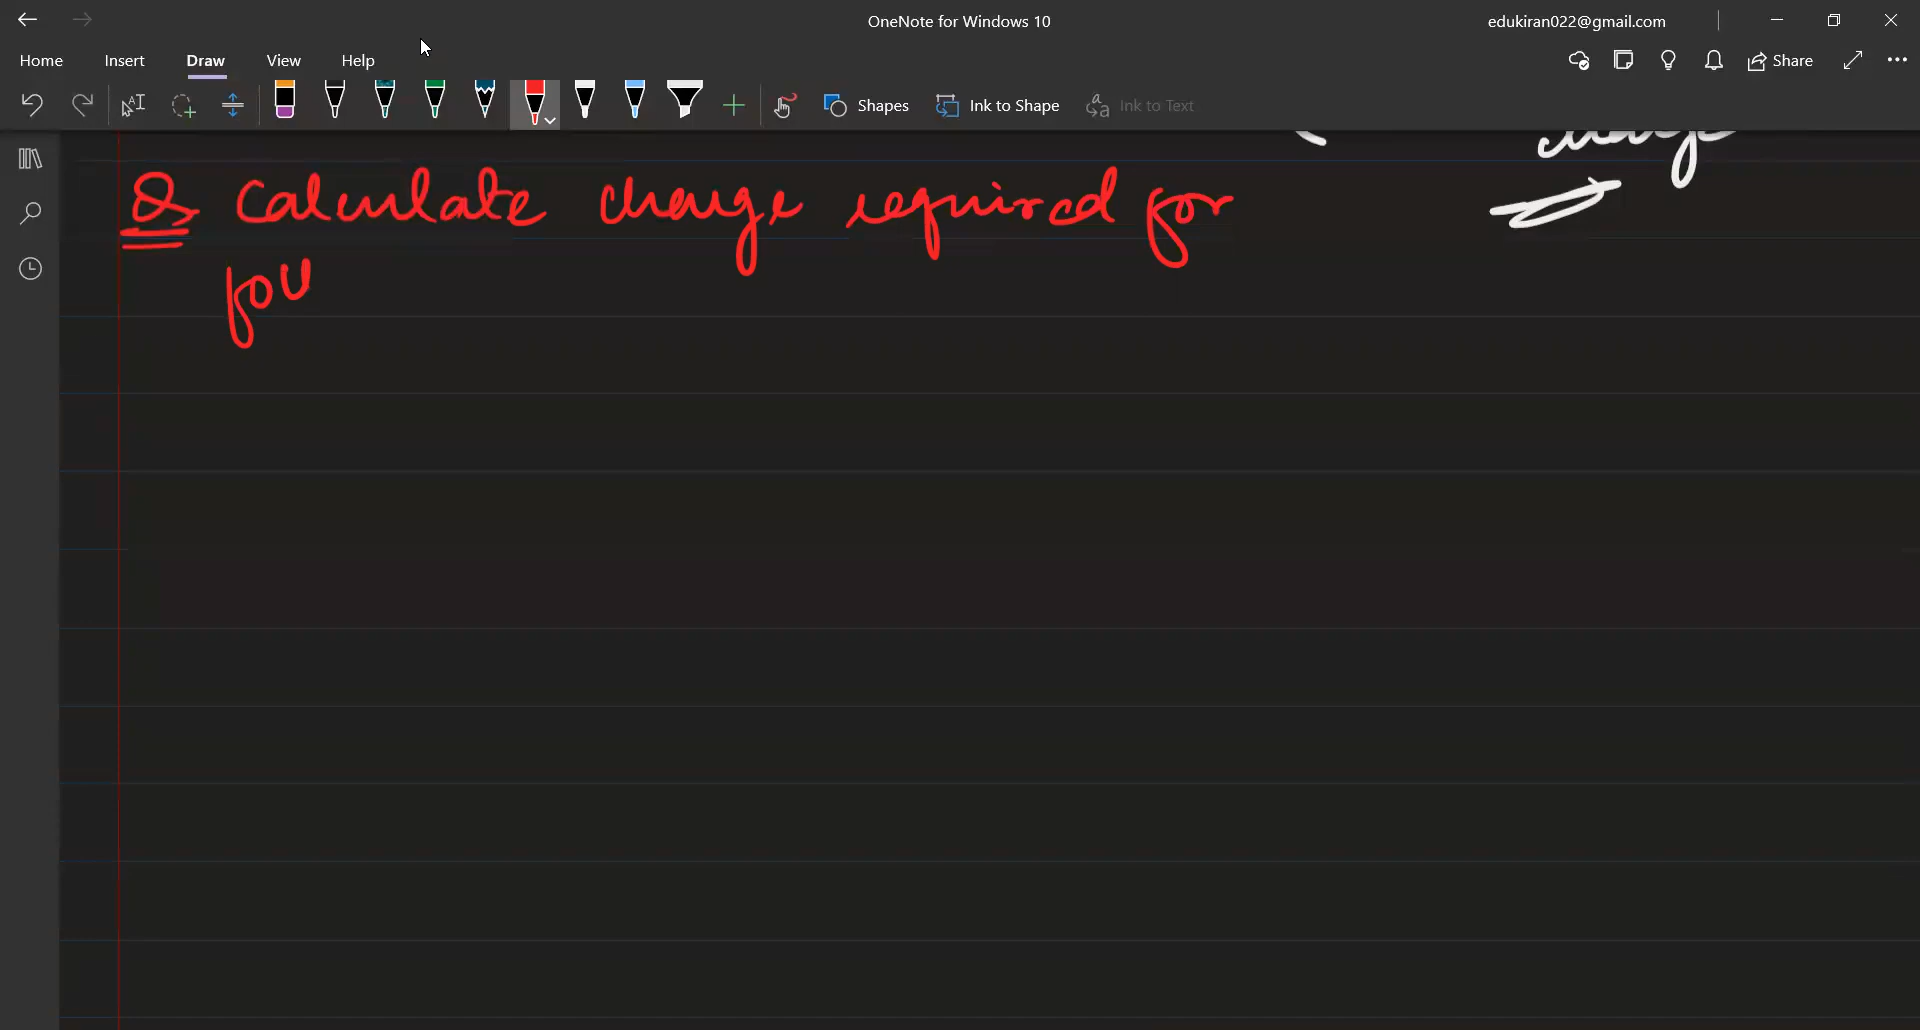 OneNote for Windows 10
edukiran022@gmail.com
Home Insert Draw View Help
Share
Shapes Ink to Shape Ink to Text
Q Calculate charge required for
fou